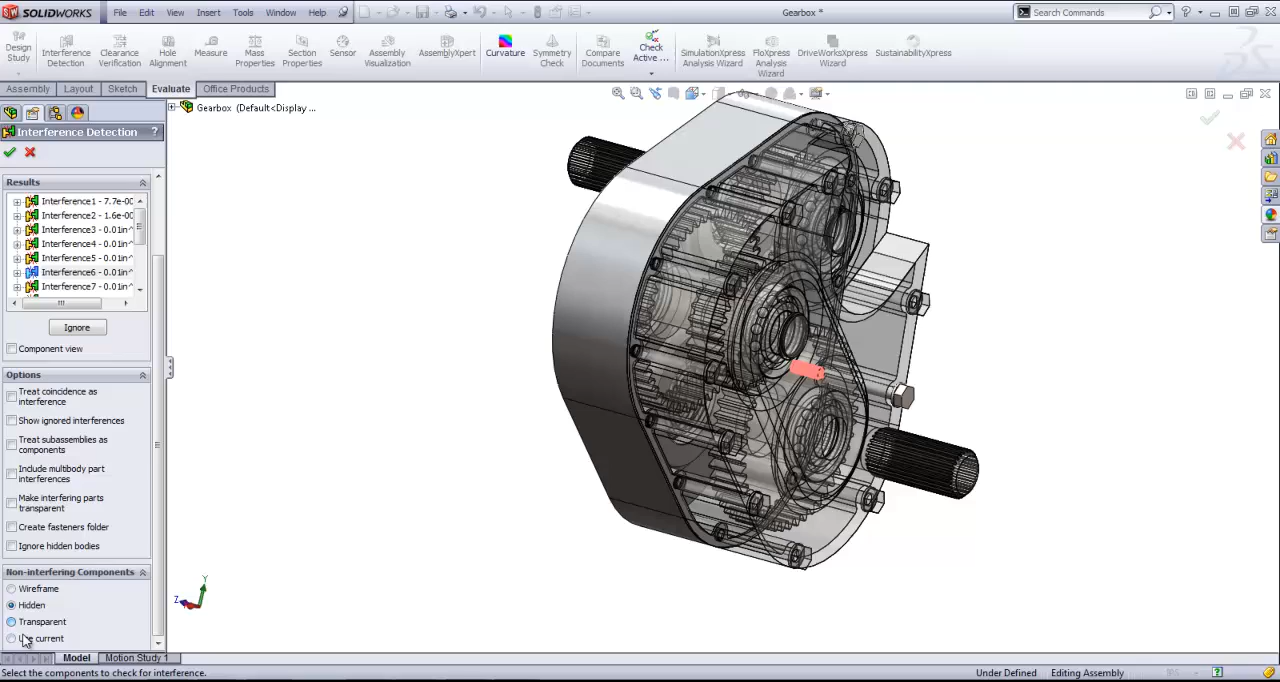 SOLIDWORKS File Edit View Insert Tools Window Help Gearbox * Search Commands
Design Study
Interference Detection
Clearance Verification
Hole Alignment
Measure
Mass Properties
Section Properties
Sensor
Assembly Visualization
AssemblyXpert
Curvature
Symmetry Check
Compare Documents
Check Active ...
SimulationXpress Analysis Wizard
FloXpress Analysis Wizard
DriveWorksXpress Wizard
SustainabilityXpress
Assembly Layout Sketch Evaluate Office Products
Gearbox (Default<Display ...
Interference Detection ?
Results
Interference1 - 7.7e-0
Interference2 - 1.6e-0
Interference3 - 0.01in^
Interference4 - 0.01in^
Interference5 - 0.01in^
Interference6 - 0.01in^
Interference7 - 0.01in^
Ignore
Component view
Options
Treat coincidence as
interference
Show ignored interferences
Treat subassemblies as
components
Include multibody part
interferences
Make interfering parts
transparent
Create fasteners folder
Ignore hidden bodies
Non-interfering Components
Wireframe
Hidden
Transparent
Use current
Y
Z
Model Motion Study 1
Select the components to check for interference. Under Defined Editing Assembly